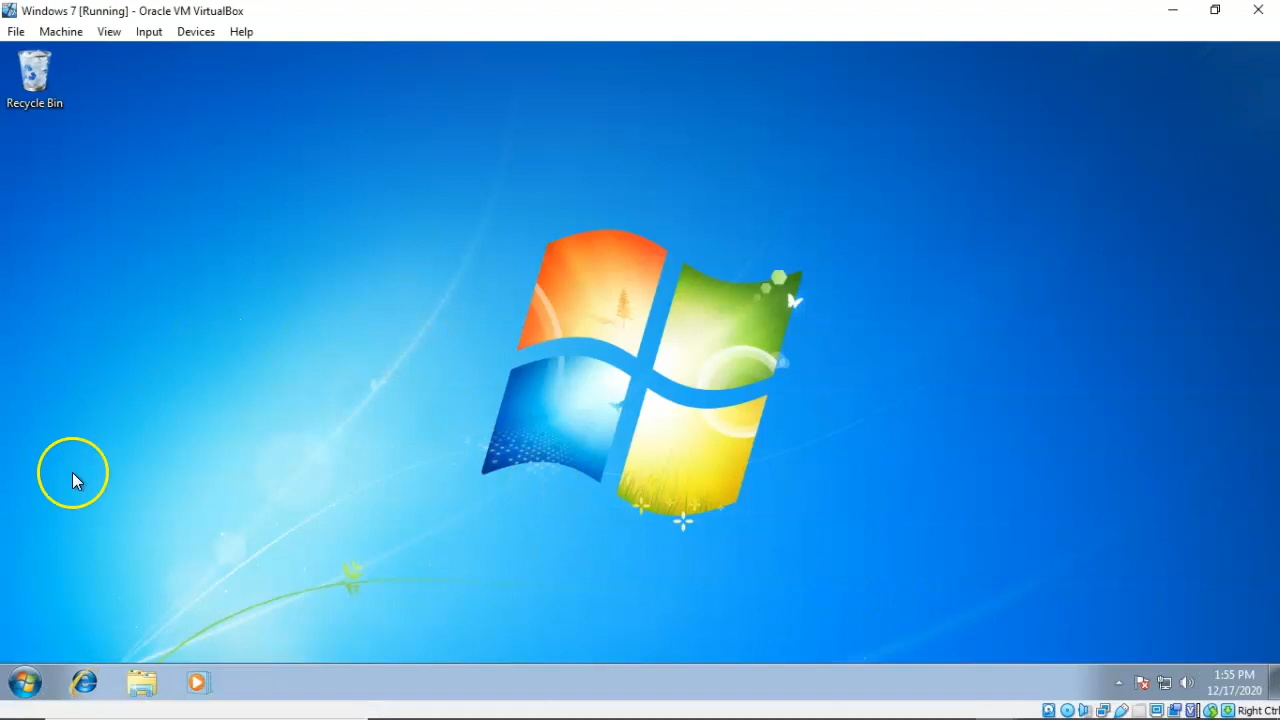 Windows 7 [Running] - Oracle VM VirtualBox
File Machine View Input Devices Help
Recycle Bin
1:55 PM
12/17/2020
Right Ctrl